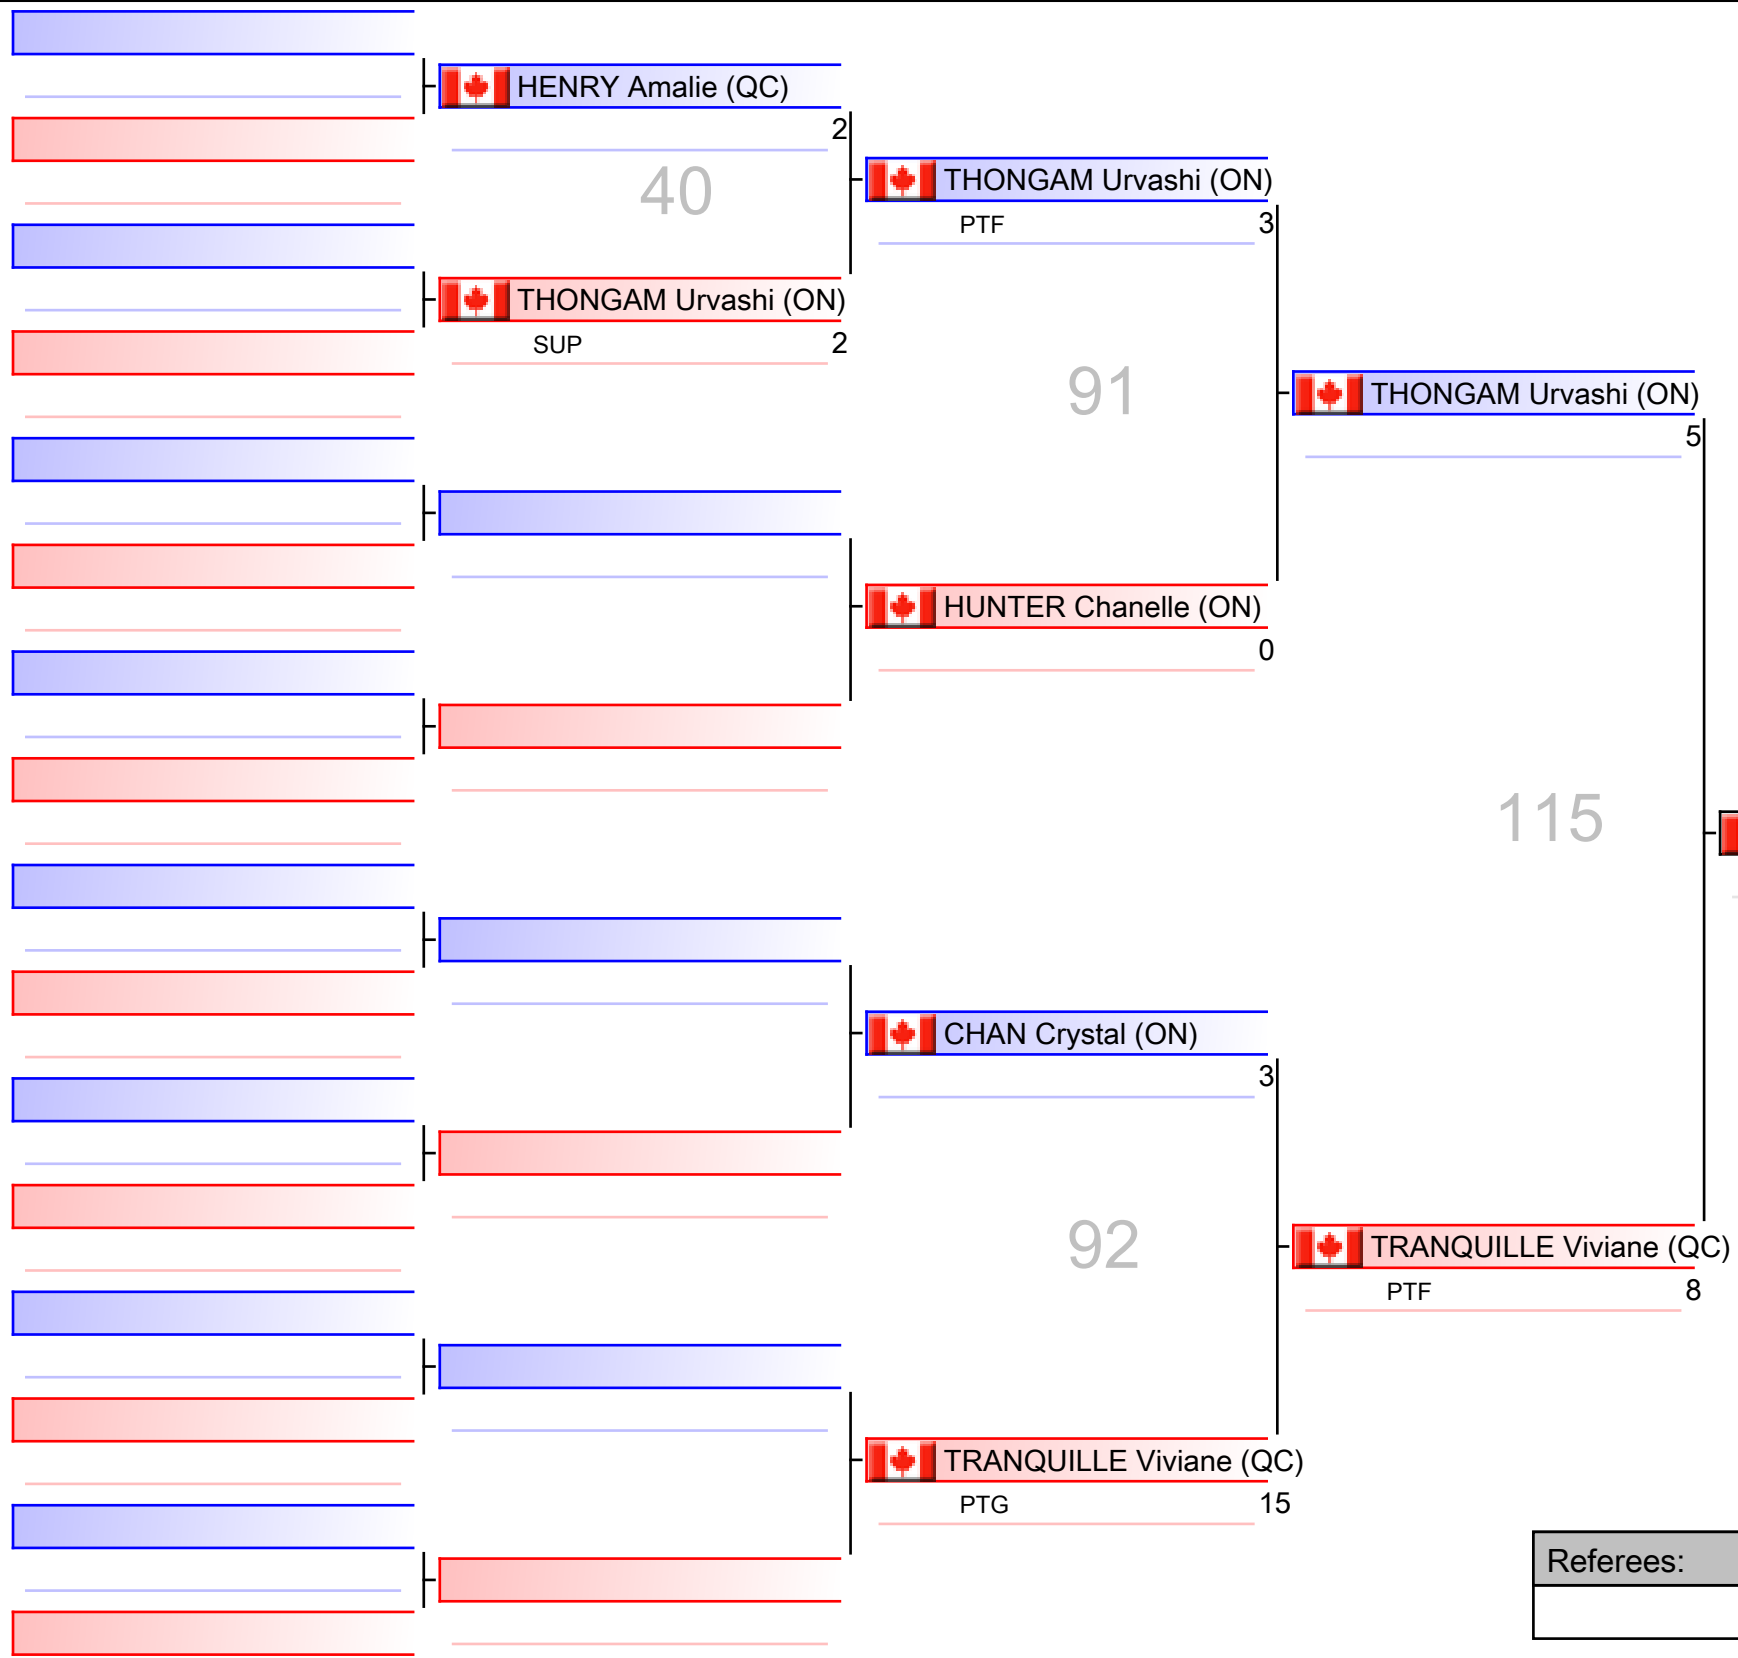 HENRY Amalie (QC)
2
40
THONGAM Urvashi (ON)
SUP 2
THONGAM Urvashi (ON)
PTF 3
91
HUNTER Chanelle (ON)
0
THONGAM Urvashi (ON)
5
115
CHAN Crystal (ON)
3
92
TRANQUILLE Viviane (QC)
PTG 15
TRANQUILLE Viviane (QC)
PTF 8
Referees: